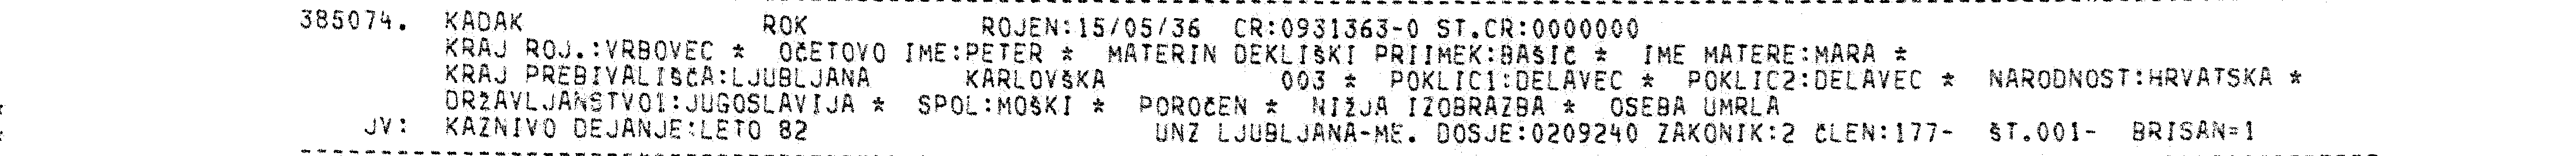 385074. KADAK ROK ROJEN:15/05/36 CR:0931363-0 ST.CR:0000000
KRAJ ROJ.:VRBOVEC * OČETOVO IME:PETER * MATERIN DEKLIŠKI PRIIMEK:BAŠIČ * IME MATERE:MARA *
KRAJ PREBIVALIŠČA:LJUBLJANA KARLOVŠKA 003 * POKLIC1:DELAVEC * POKLIC2:DELAVEC * NARODNOST:HRVATSKA *
DRŽAVLJANSTVO1:JUGOSLAVIJA * SPOL:MOŠKI * POROČEN * NIŽJA IZOBRAZBA * OSEBA UMRLA
JV: KAZNIVO DEJANJE:LETO 82 UNZ LJUBLJANA-ME. DOSJE:0209240 ZAKONIK:2 ČLEN:177- ŠT.001- BRISAN=1